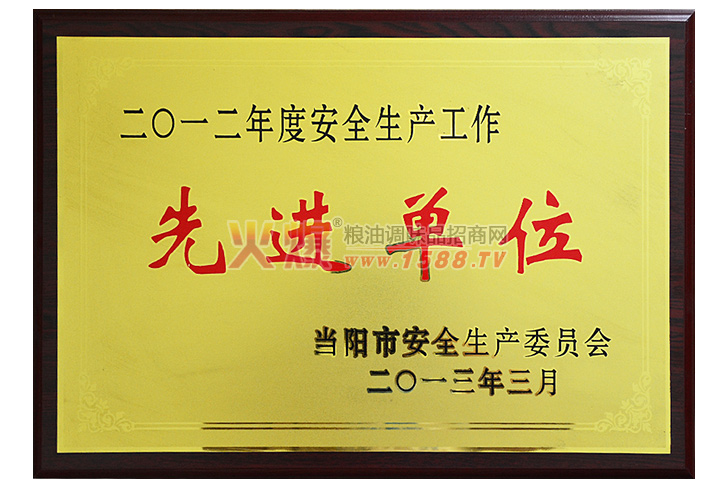 二〇一二年度安全生产工作
先进单位
火爆®粮油调味品招商网
www.1588.TV
当阳市安全生产委员会
二〇一三年三月